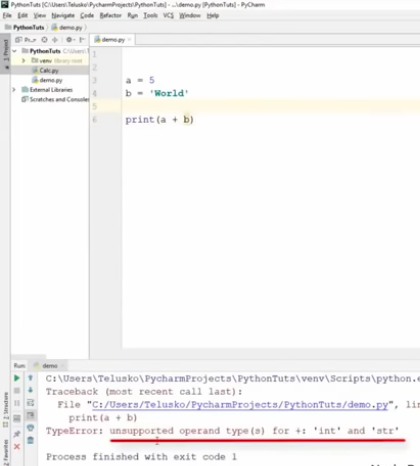 PythonTuts [C:\Users\Telusko\PycharmProjects\PythonTuts] - ...\demo.py [PythonTuts] - PyCharm
File Edit View Navigate Code Refactor Run Tools VCS Window Help
PythonTuts demo.py
1: Project
demo.py
PythonTuts C:\Users\T
venv library root
Calc.py
demo.py
External Libraries
Scratches and Console
1
2
3 a = 5
4 b = 'World'
5
6 print(a + b)
Run: demo
C:\Users\Telusko\PycharmProjects\PythonTuts\venv\Scripts\python.e
Traceback (most recent call last):
File "C:/Users/Telusko/PycharmProjects/PythonTuts/demo.py", lin
print(a + b)
TypeError: unsupported operand type(s) for +: 'int' and 'str'
Process finished with exit code 1
Z: Structure
2: Favorites